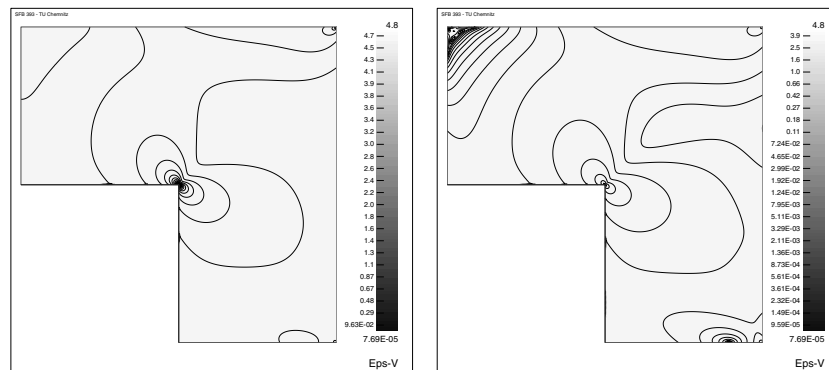 SFB 393 - TU Chemnitz
4.8
4.7
4.5
4.3
4.1
3.9
3.8
3.6
3.4
3.2
3.0
2.8
2.6
2.4
2.2
2.0
1.8
1.6
1.4
1.3
1.1
0.87
0.67
0.48
0.29
9.63E-02
7.69E-05
Eps-V
SFB 393 - TU Chemnitz
4.8
3.9
2.5
1.6
1.0
0.66
0.42
0.27
0.18
0.11
7.24E-02
4.65E-02
2.99E-02
1.92E-02
1.24E-02
7.95E-03
5.11E-03
3.29E-03
2.11E-03
1.36E-03
8.73E-04
5.61E-04
3.61E-04
2.32E-04
1.49E-04
9.59E-05
7.69E-05
Eps-V